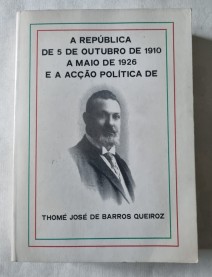 A REPÚBLICA
DE 5 DE OUTUBRO DE 1910
A MAIO DE 1926
E A ACÇÃO POLÍTICA DE
THOMÉ JOSÉ DE BARROS QUEIROZ